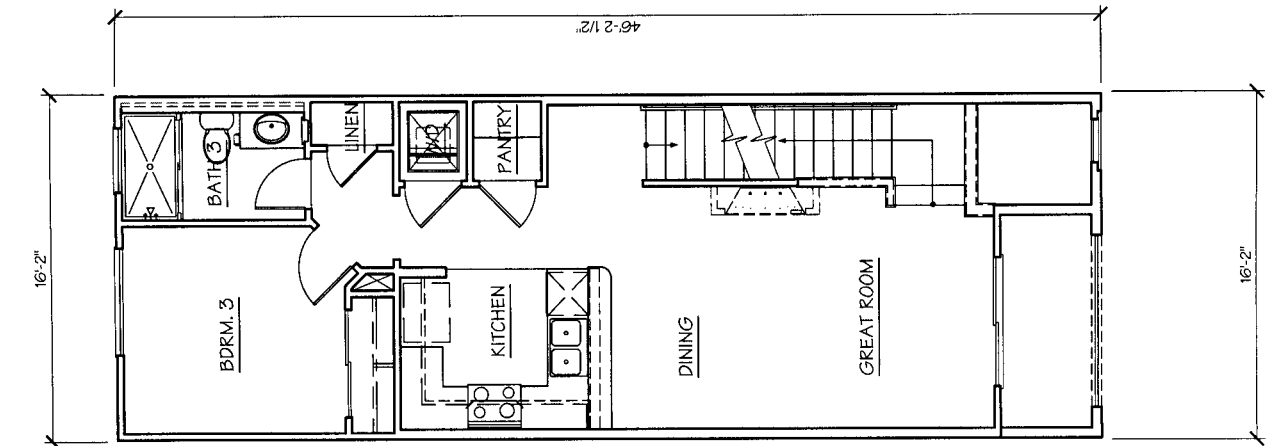 46'-2 1/2"
16'-2"
16'-2"
BATH 3
LINEN
W/D
PANTRY
BDRM. 3
KITCHEN
DINING
GREAT ROOM